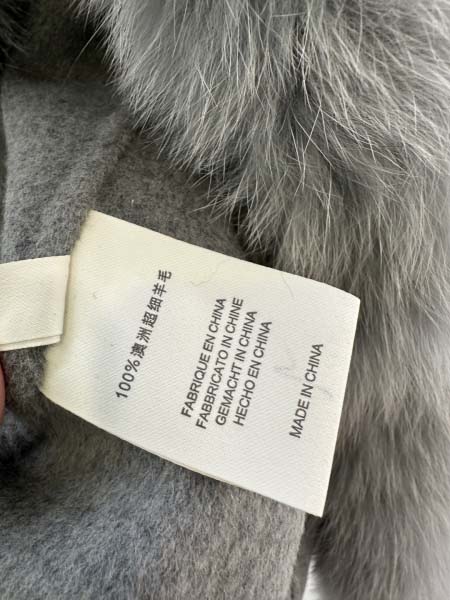 100%澳洲超细羊毛
FABRIQUE EN CHINA
FABBRICATO IN CHINE
GEMACHT IN CHINA
HECHO EN CHINA
MADE IN CHINA